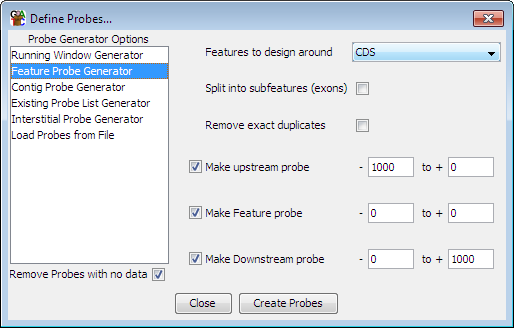 Define Probes...
Probe Generator Options
Running Window Generator
Feature Probe Generator
Contig Probe Generator
Existing Probe List Generator
Interstitial Probe Generator
Load Probes from File
Remove Probes with no data
Features to design around CDS
Split into subfeatures (exons)
Remove exact duplicates
Make upstream probe - 1000 to + 0
Make Feature probe - 0 to + 0
Make Downstream probe - 0 to + 1000
Close Create Probes